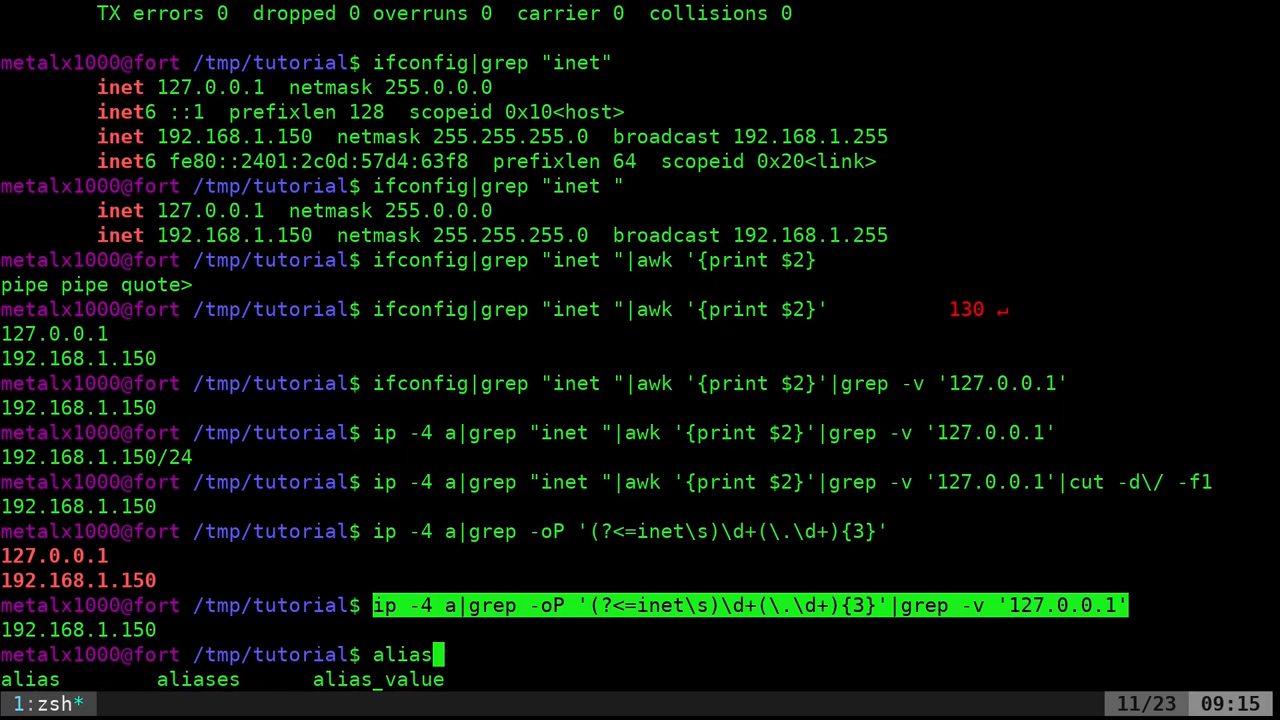 TX errors 0  dropped 0 overruns 0  carrier 0  collisions 0
metalx1000@fort /tmp/tutorial$ ifconfig|grep "inet"
        inet 127.0.0.1  netmask 255.0.0.0
        inet6 ::1  prefixlen 128  scopeid 0x10<host>
        inet 192.168.1.150  netmask 255.255.255.0  broadcast 192.168.1.255
        inet6 fe80::2401:2c0d:57d4:63f8  prefixlen 64  scopeid 0x20<link>
metalx1000@fort /tmp/tutorial$ ifconfig|grep "inet "
        inet 127.0.0.1  netmask 255.0.0.0
        inet 192.168.1.150  netmask 255.255.255.0  broadcast 192.168.1.255
metalx1000@fort /tmp/tutorial$ ifconfig|grep "inet "|awk '{print $2}
pipe pipe quote>
metalx1000@fort /tmp/tutorial$ ifconfig|grep "inet "|awk '{print $2}'          130 ↵
127.0.0.1
192.168.1.150
metalx1000@fort /tmp/tutorial$ ifconfig|grep "inet "|awk '{print $2}'|grep -v '127.0.0.1'
192.168.1.150
metalx1000@fort /tmp/tutorial$ ip -4 a|grep "inet "|awk '{print $2}'|grep -v '127.0.0.1'
192.168.1.150/24
metalx1000@fort /tmp/tutorial$ ip -4 a|grep "inet "|awk '{print $2}'|grep -v '127.0.0.1'|cut -d\/ -f1
192.168.1.150
metalx1000@fort /tmp/tutorial$ ip -4 a|grep -oP '(?<=inet\s)\d+(\.\d+){3}'
127.0.0.1
192.168.1.150
metalx1000@fort /tmp/tutorial$ ip -4 a|grep -oP '(?<=inet\s)\d+(\.\d+){3}'|grep -v '127.0.0.1'
192.168.1.150
metalx1000@fort /tmp/tutorial$ alias
alias        aliases      alias_value
1:zsh*          11/23  09:15